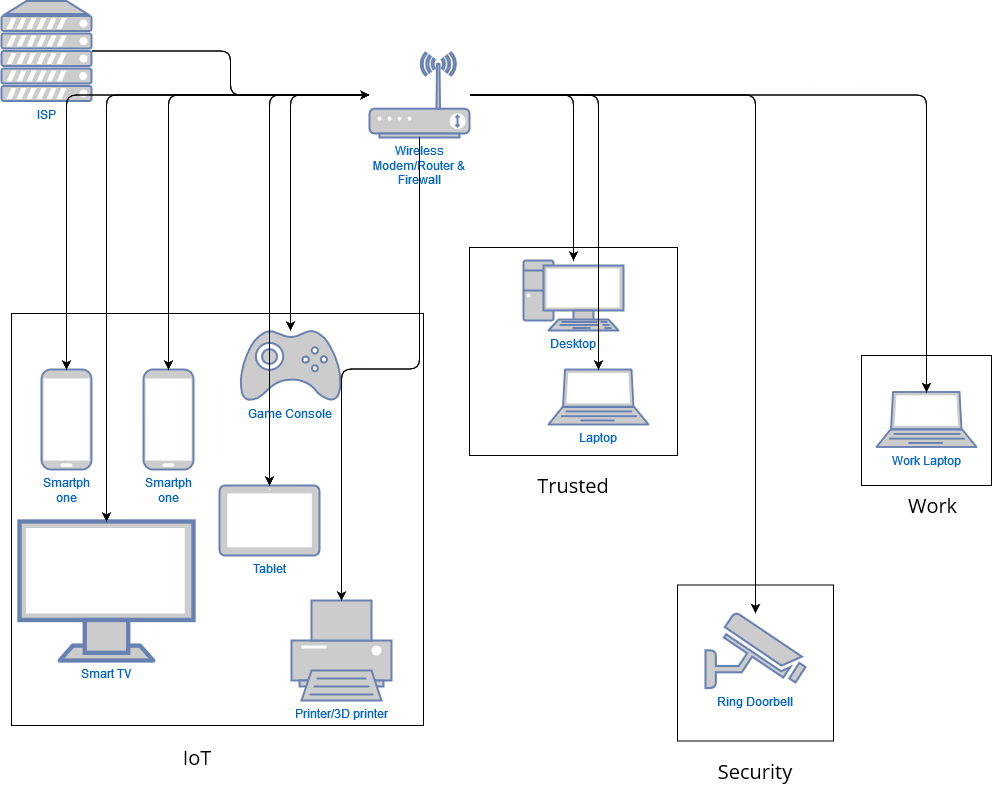 ISP
Wireless
Modem/Router &
Firewall
Desktop
Laptop
Trusted
Work Laptop
Work
Game Console
Smartph
one
Smartph
one
Tablet
Smart TV
Printer/3D printer
IoT
Ring Doorbell
Security